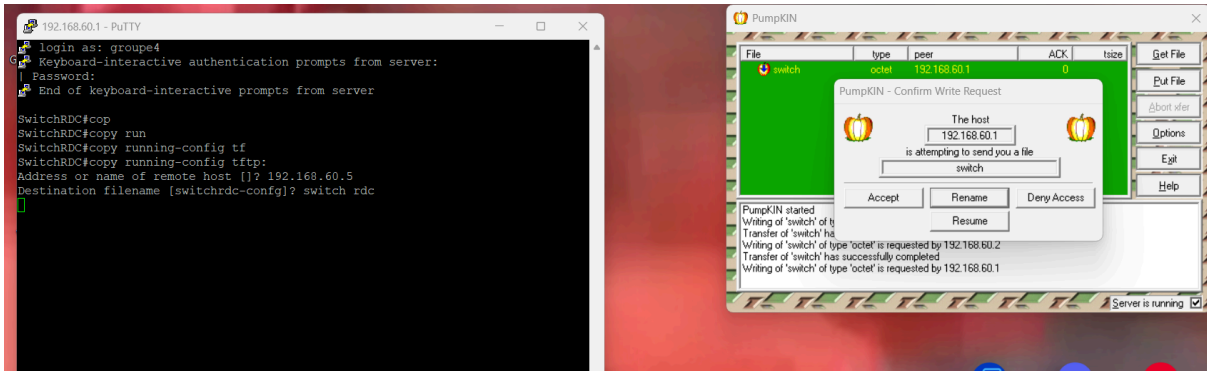 192.168.60.1 - PuTTY
login as: groupe4
Keyboard-interactive authentication prompts from server:
| Password:
End of keyboard-interactive prompts from server
SwitchRDC#cop
SwitchRDC#copy run
SwitchRDC#copy running-config tf
SwitchRDC#copy running-config tftp:
Address or name of remote host []? 192.168.60.5
Destination filename [switchrdc-confg]? switch rdc
PumpKIN
File type peer ACK tsize
switch octet 192.168.60.1 0
Get File
Put File
Abort xfer
Options
Exit
Help
PumpKIN - Confirm Write Request
The host
192.168.60.1
is attempting to send you a file
switch
Accept Rename Deny Access
Resume
PumpKIN started
Writing of 'switch' of
Transfer of 'switch' ha
Writing of 'switch' of type 'octet' is requested by 192.168.60.2
Transfer of 'switch' has successfully completed
Writing of 'switch' of type 'octet' is requested by 192.168.60.1
Server is running